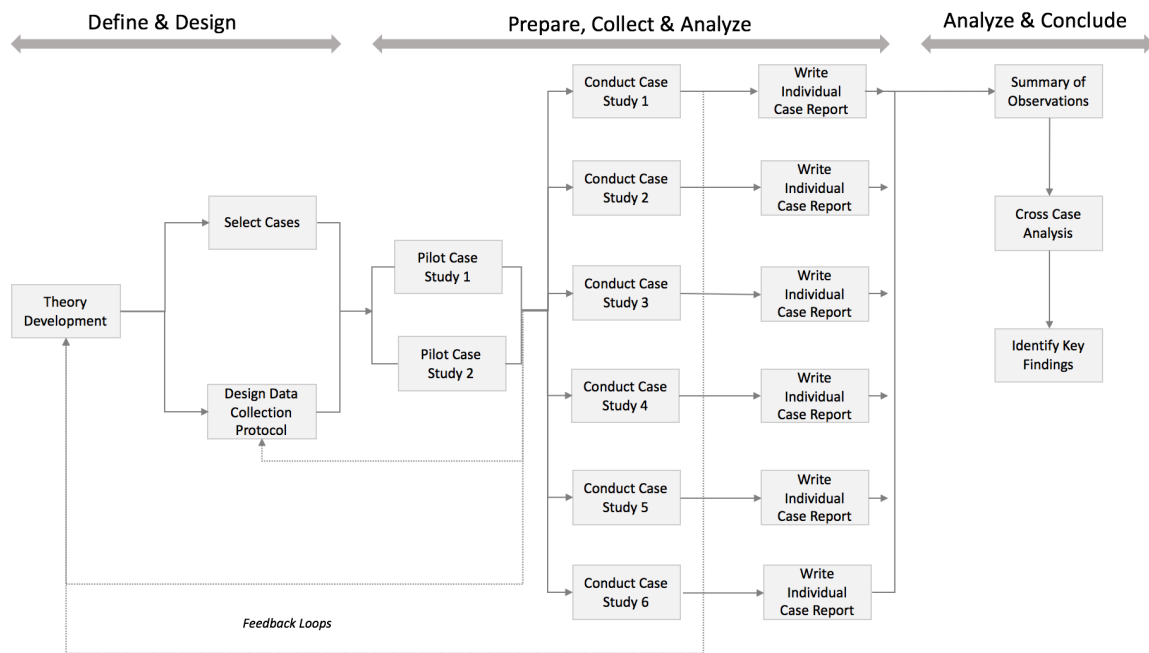 Define & Design
Prepare, Collect & Analyze
Analyze & Conclude
Theory
Development
Select Cases
Design Data
Collection
Protocol
Pilot Case
Study 1
Pilot Case
Study 2
Conduct Case
Study 1
Write
Individual
Case Report
Conduct Case
Study 2
Write
Individual
Case Report
Conduct Case
Study 3
Write
Individual
Case Report
Conduct Case
Study 4
Write
Individual
Case Report
Conduct Case
Study 5
Write
Individual
Case Report
Conduct Case
Study 6
Write
Individual
Case Report
Summary of
Observations
Cross Case
Analysis
Identify Key
Findings
Feedback Loops